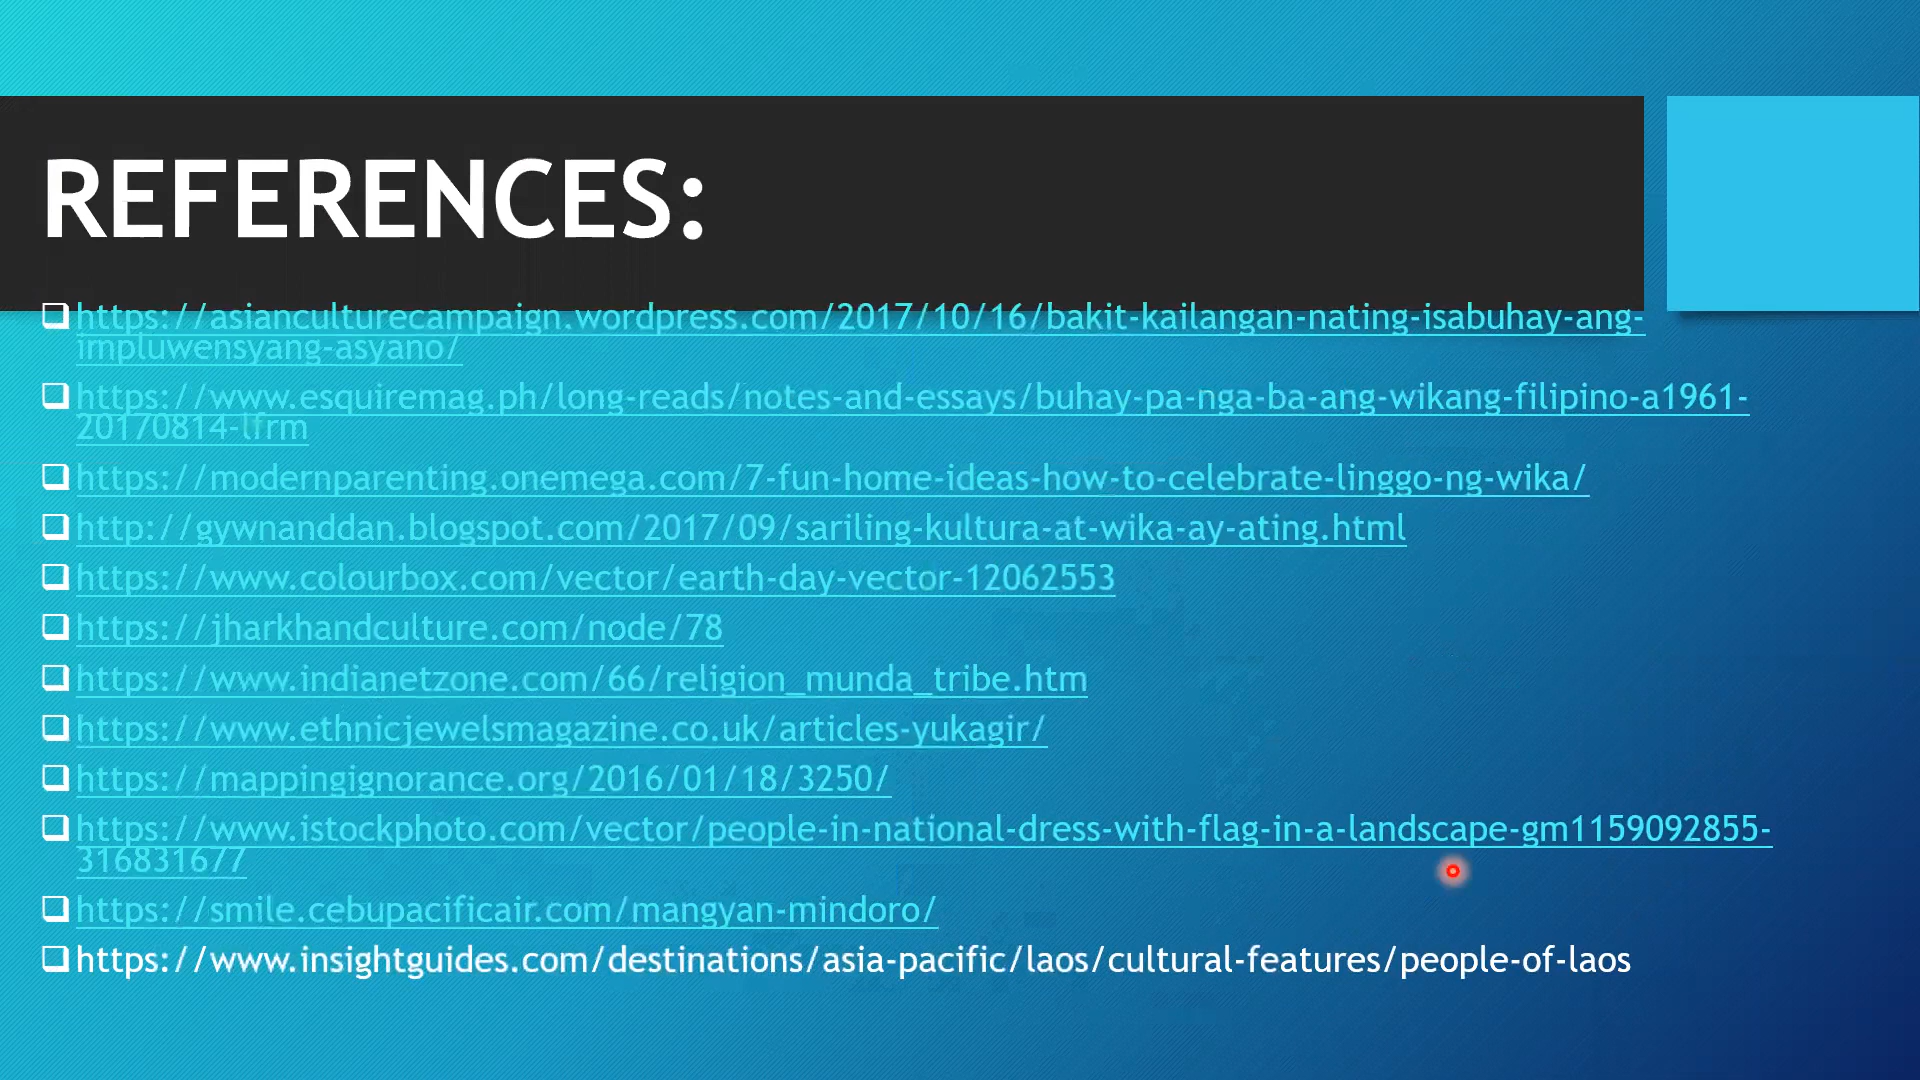 REFERENCES:
https://asianculturecampaign.wordpress.com/2017/10/16/bakit-kailangan-nating-isabuhay-ang-
impluwensyang-asyano/
https://www.esquiremag.ph/long-reads/notes-and-essays/buhay-pa-nga-ba-ang-wikang-filipino-a1961-
20170814-lfrm
https://modernparenting.onemega.com/7-fun-home-ideas-how-to-celebrate-linggo-ng-wika/
http://gywnanddan.blogspot.com/2017/09/sariling-kultura-at-wika-ay-ating.html
https://www.colourbox.com/vector/earth-day-vector-12062553
https://jharkhandculture.com/node/78
https://www.indianetzone.com/66/religion_munda_tribe.htm
https://www.ethnicjewelsmagazine.co.uk/articles-yukagir/
https://mappingignorance.org/2016/01/18/3250/
https://www.istockphoto.com/vector/people-in-national-dress-with-flag-in-a-landscape-gm1159092855-
316831677
https://smile.cebupacificair.com/mangyan-mindoro/
https://www.insightguides.com/destinations/asia-pacific/laos/cultural-features/people-of-laos